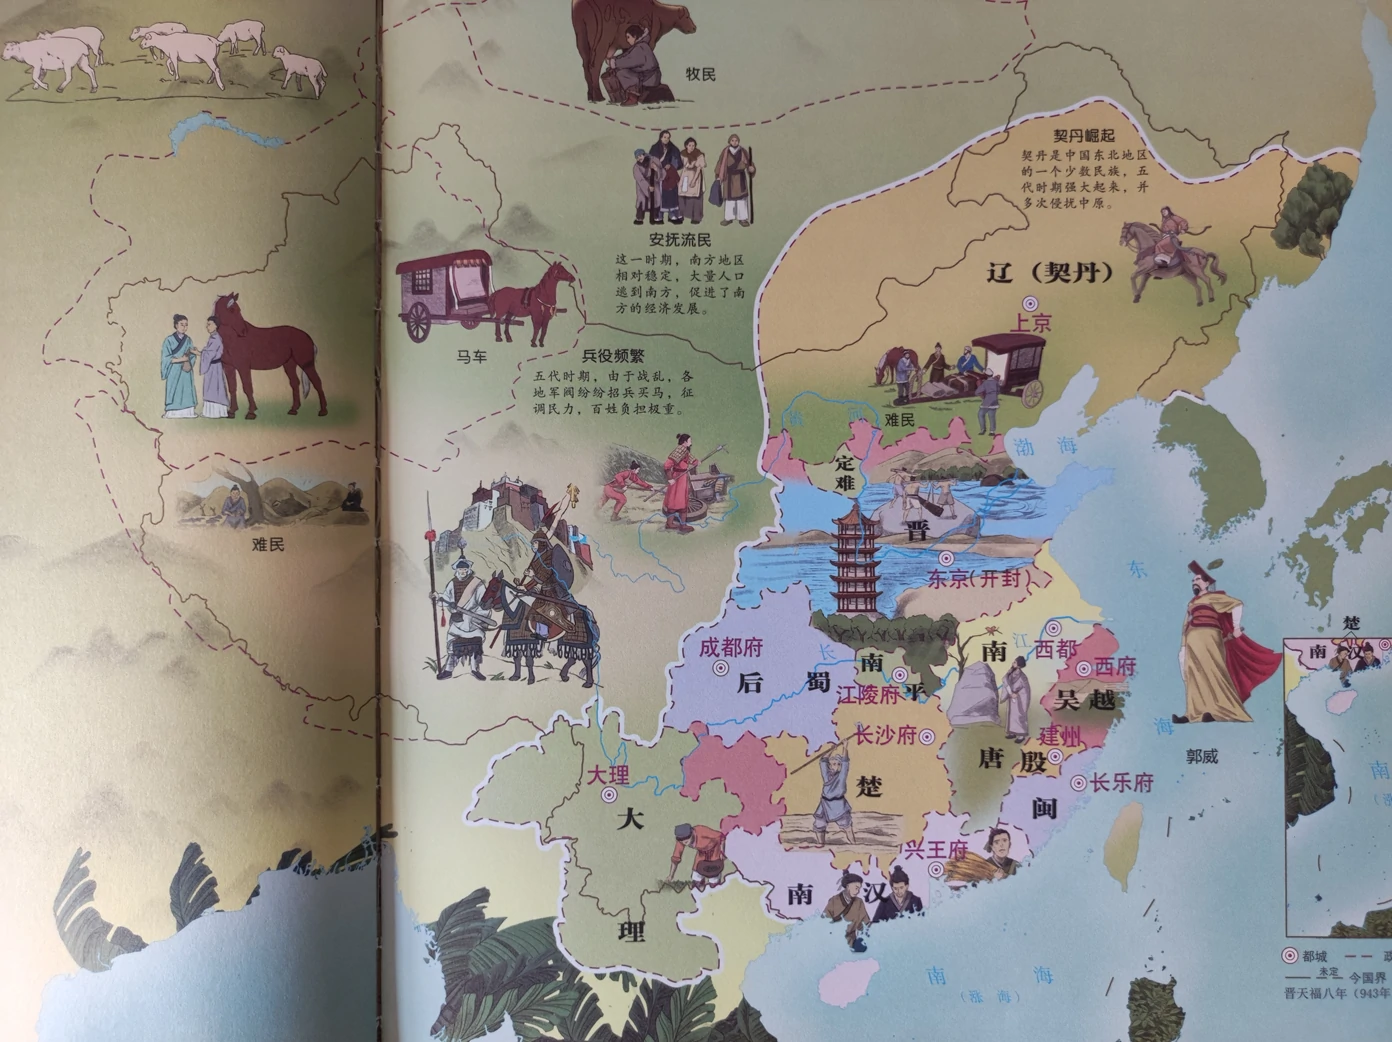 牧民
契丹崛起
契丹是中国东北地区
的一个少数民族，五
代时期强大起来，并
多次侵扰中原。
安抚流民
这一时期，南方地区
相对稳定，大量人口
逃到南方，促进了南
方的经济发展。
辽（契丹）
上京
马车
兵役频繁
五代时期，由于战乱，各
地军阀纷纷招兵买马，征
调民力，百姓负担极重。
难民
渤海
定难
晋
难民
东京(开封)
东海
成都府
后蜀
长江
南平
江陵府
南唐
西都
西府
吴越
楚
南汉
郭威
长沙府
建州
殷
长乐府
闽
大理
大理
楚
兴王府
南汉
南海
（涨海）
南
都城
未定
今国界
晋天福八年（943年